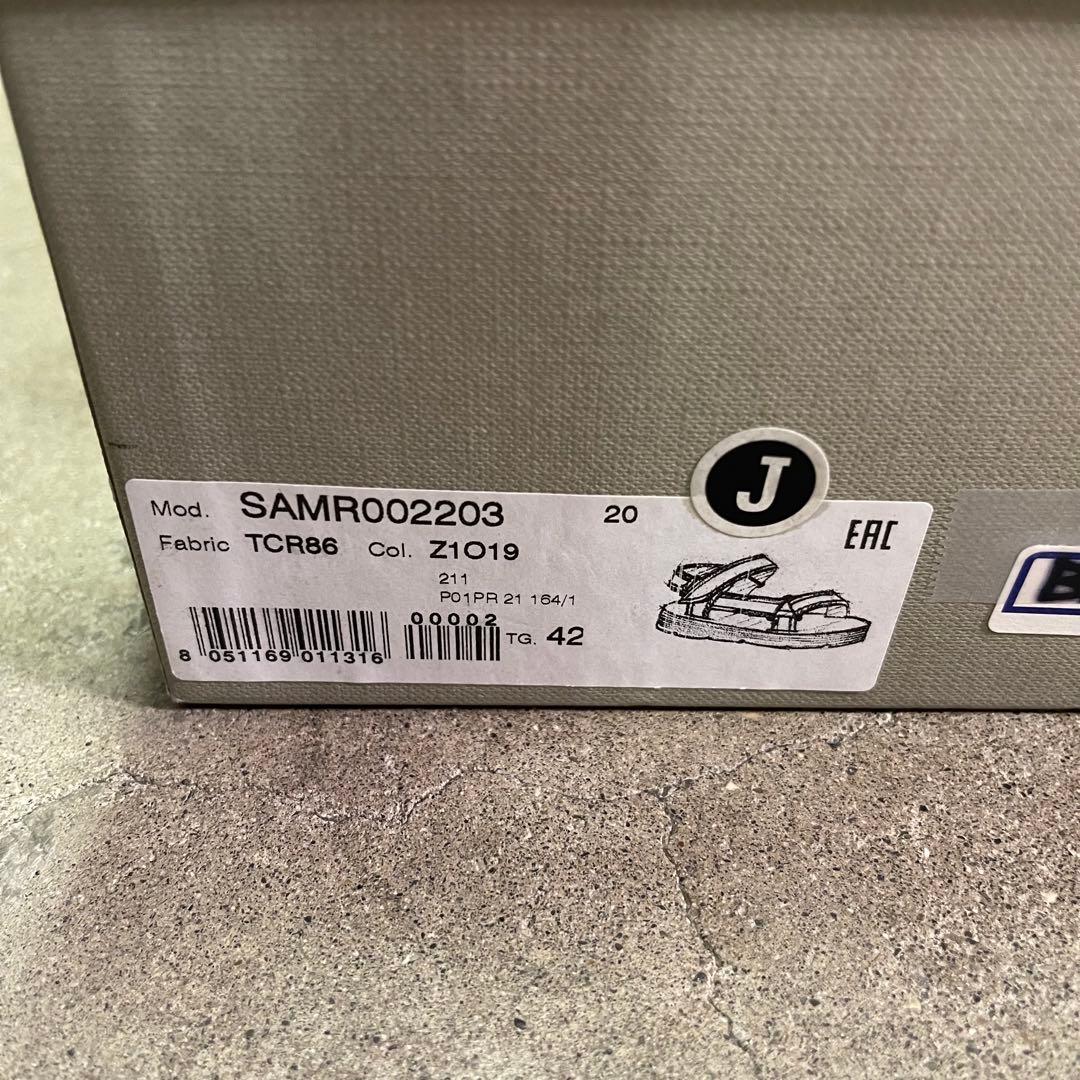 J
Mod. SAMR002203 20
EAC
Fabric TCR86 Col. Z1O19
211
P01PR 21 164/1
00002
TG. 42
8 051169 011316